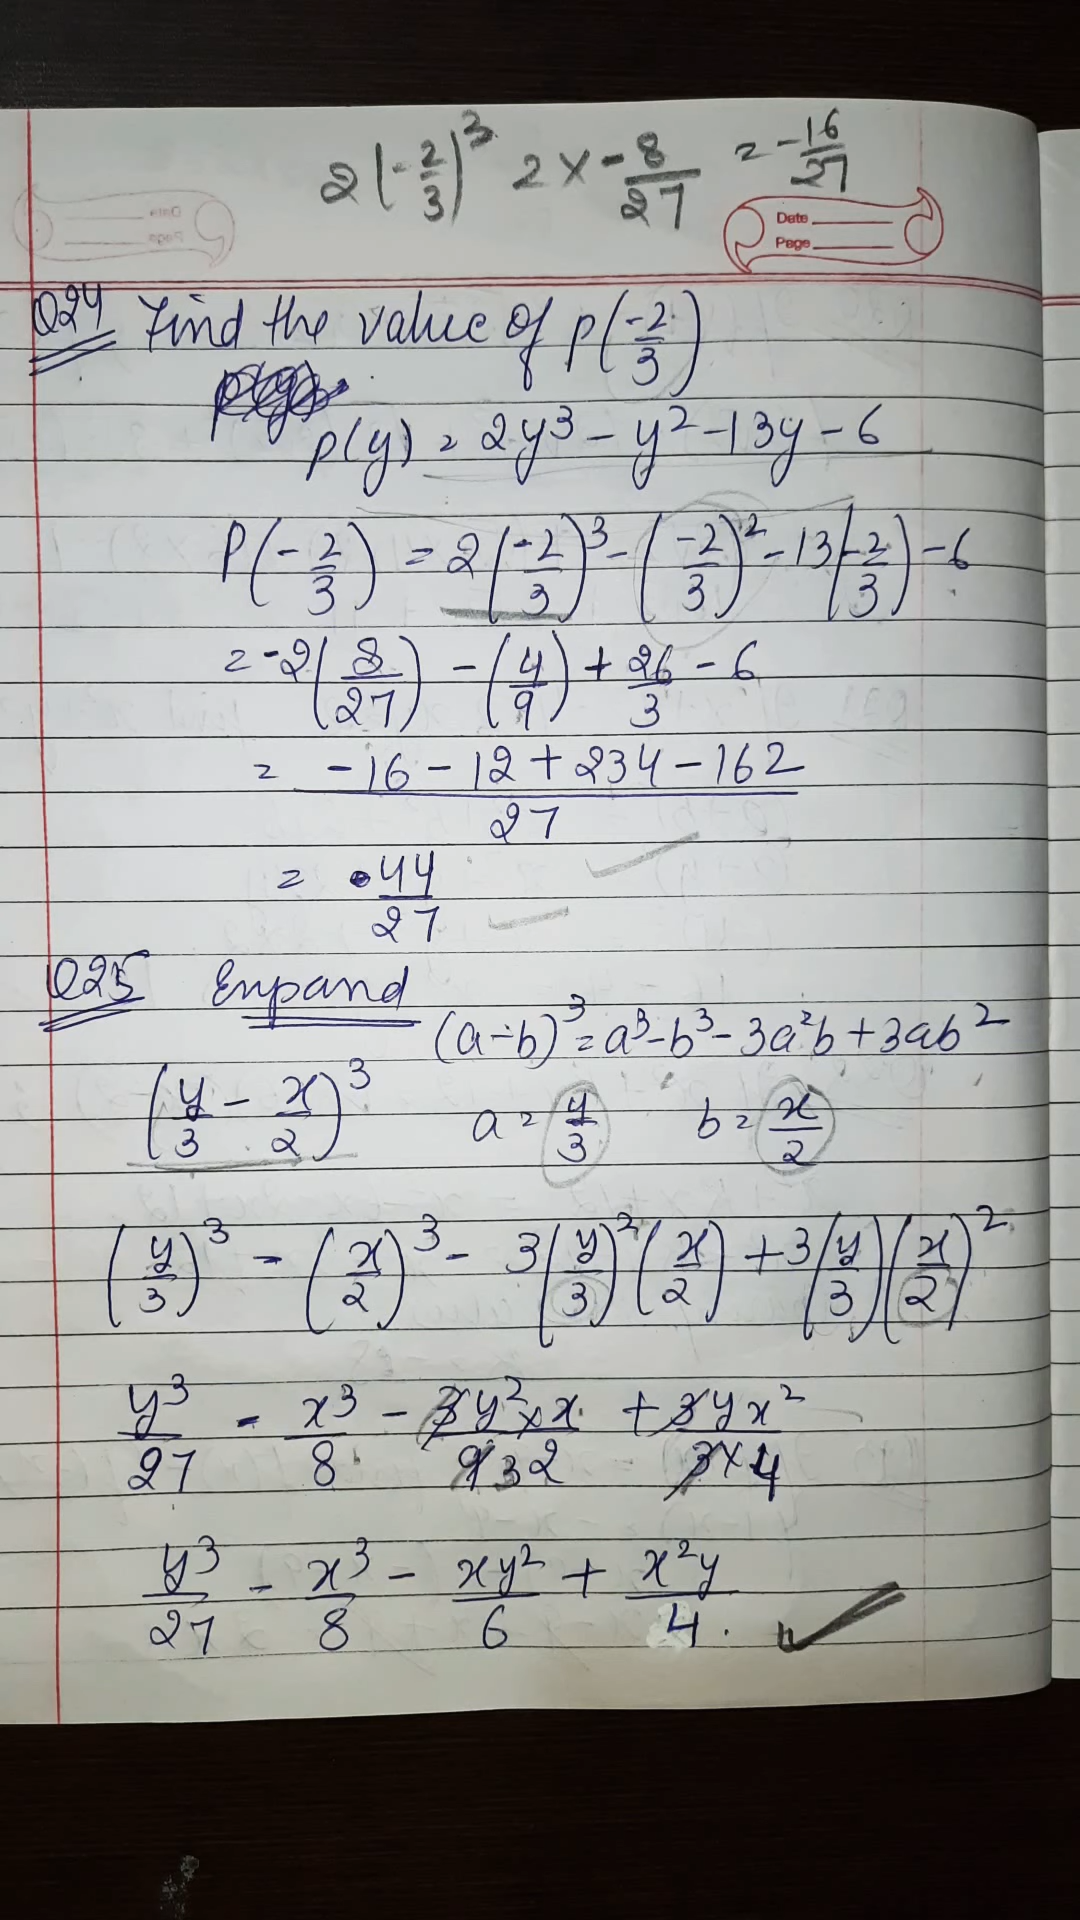 2(-2/3)^3 2 × -8/27 = -16/27
Date
Page
Q24 Find the value of p(-2/3)
p(y) = 2y³ - y² - 13y - 6
P(-2/3) = 2(-2/3)³ - (-2/3)² - 13(-2/3) - 6
= -2(8/27) - (4/9) + 26/3 - 6
= (-16 - 12 + 234 - 162)/27
= 44/27
Q25 Expand
(a-b)³ = a³ - b³ - 3a²b + 3ab²
(y/3 - x/2)³ a = y/3 b = x/2
(y/3)³ - (x/2)³ - 3(y/3)²(x/2) + 3(y/3)(x/2)²
y³/27 - x³/8 - 3y²×x/9 3 2 + 3yx²/3×4
y³/27 - x³/8 - xy²/6 + x²y/4.